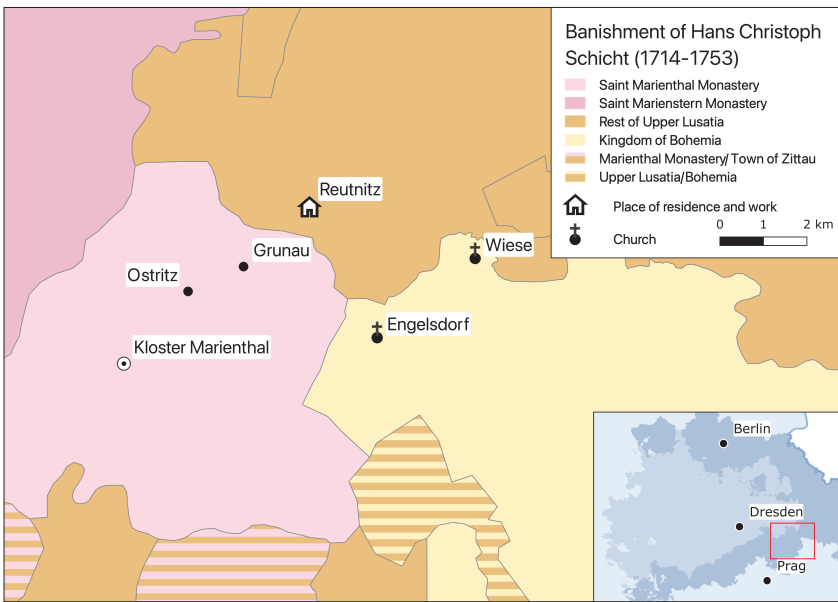 Banishment of Hans Christoph
Schicht (1714-1753)
Saint Marienthal Monastery
Saint Marienstern Monastery
Rest of Upper Lusatia
Kingdom of Bohemia
Marienthal Monastery/ Town of Zittau
Upper Lusatia/Bohemia
Place of residence and work
0 1 2 km
Church
Reutnitz
Wiese
Grunau
Ostritz
Engelsdorf
Kloster Marienthal
Berlin
Dresden
Prag